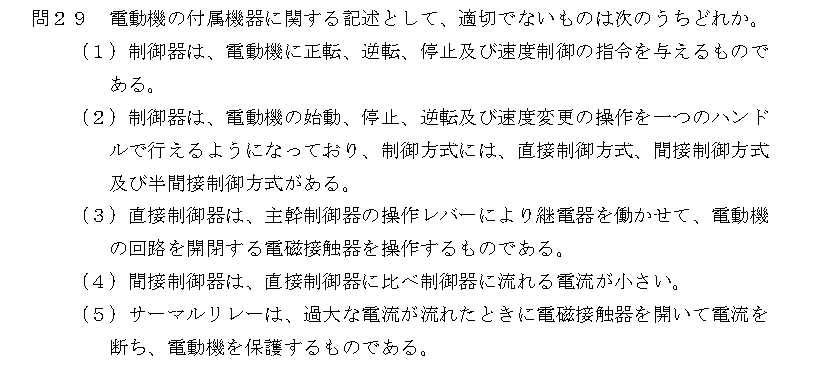 問29　電動機の付属機器に関する記述として、適切でないものは次のうちどれか。
（1）制御器は、電動機に正転、逆転、停止及び速度制御の指令を与えるもので
ある。
（2）制御器は、電動機の始動、停止、逆転及び速度変更の操作を一つのハンド
ルで行えるようになっており、制御方式には、直接制御方式、間接制御方式
及び半間接制御方式がある。
（3）直接制御器は、主幹制御器の操作レバーにより継電器を働かせて、電動機
の回路を開閉する電磁接触器を操作するものである。
（4）間接制御器は、直接制御器に比べ制御器に流れる電流が小さい。
（5）サーマルリレーは、過大な電流が流れたときに電磁接触器を開いて電流を
断ち、電動機を保護するものである。